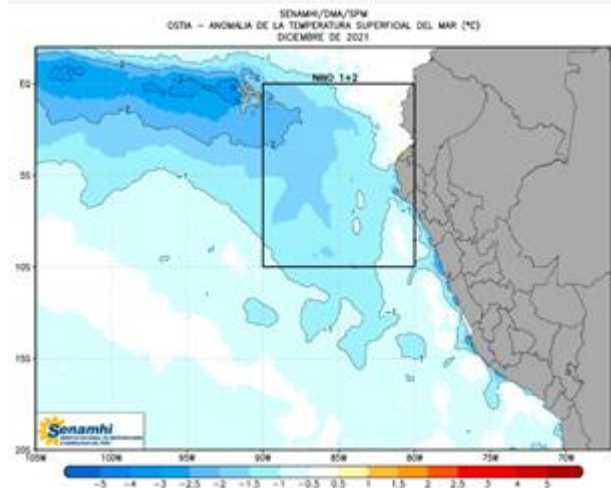 SENAMHI/DMA/SPM
OSTIA - ANOMALIA DE LA TEMPERATURA SUPERFICIAL DEL MAR (°C)
DICIEMBRE DE 2021
NINO 1+2
EQ
5S
10S
15S
20S
Senamhi
105W 100W 95W 90W 85W 80W 75W 70W
-5 -4 -3 -2.5 -2 -1.5 -1 -0.5 0.5 1 1.5 2 2.5 3 4 5